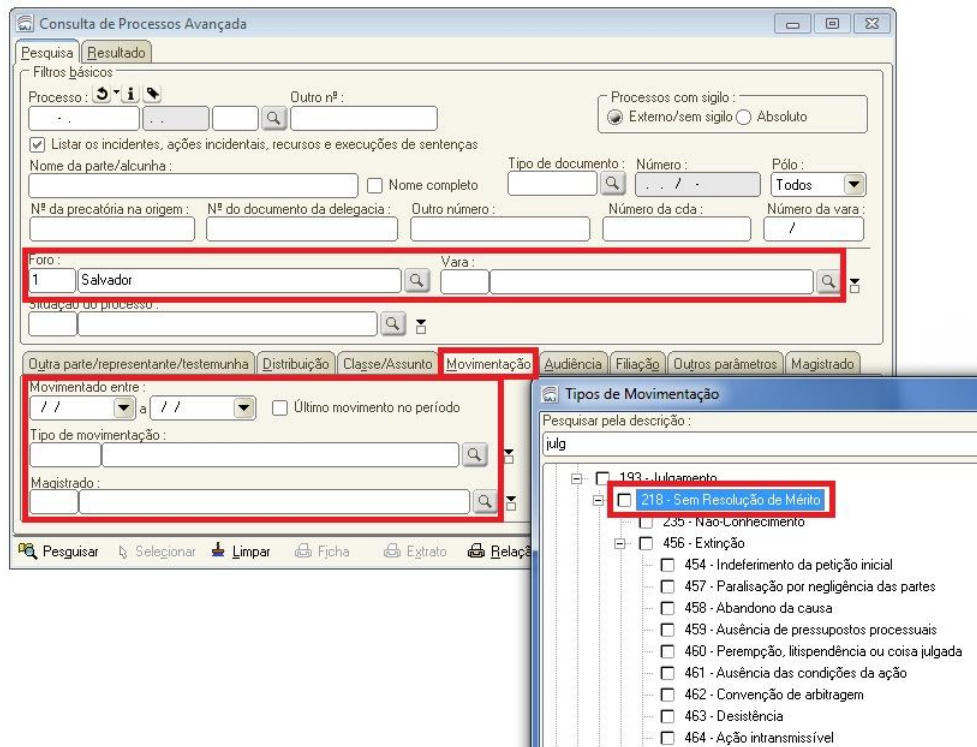 Consulta de Processos Avançada
Pesquisa Resultado
Filtros básicos
Processo : Outro nº : Processos com sigilo :
- . . . Externo/sem sigilo Absoluto
Listar os incidentes, ações incidentais, recursos e execuções de sentenças
Nome da parte/alcunha : Tipo de documento : Número : Pólo :
Nome completo . . / - Todos
Nº da precatória na origem : Nº do documento da delegacia : Outro número : Número da cda : Número da vara :
/
Foro : Vara :
1 Salvador
Situação do processo :
Outra parte/representante/testemunha Distribuição Classe/Assunto Movimentação Audiência Filiação Outros parâmetros Magistrado
Movimentado entre :
/ / a / / Último movimento no período
Tipo de movimentação :
Magistrado :
Pesquisar Selecionar Limpar Ficha Extrato Relaçã
Tipos de Movimentação
Pesquisar pela descrição :
julg
193 - Julgamento
218 - Sem Resolução de Mérito
235 - Não-Conhecimento
456 - Extinção
454 - Indeferimento da petição inicial
457 - Paralisação por negligência das partes
458 - Abandono da causa
459 - Ausência de pressupostos processuais
460 - Perempção, litispendência ou coisa julgada
461 - Ausência das condições da ação
462 - Convenção de arbitragem
463 - Desistência
464 - Ação intransmissível